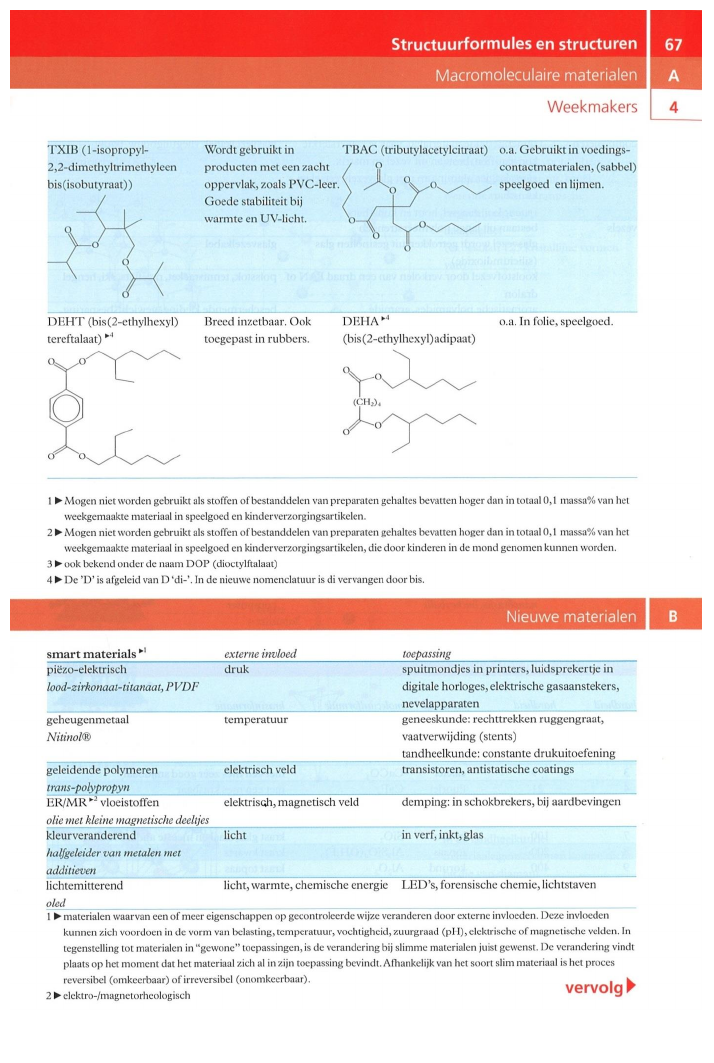 Structuurformules en structuren 67
Macromoleculaire materialen A
Weekmakers 4
TXIB (1-isopropyl-
2,2-dimethyltrimethyleen
bis(isobutyraat))
Wordt gebruikt in
producten met een zacht
oppervlak, zoals PVC-leer.
Goede stabiliteit bij
warmte en UV-licht.
TBAC (tributylacetylcitraat)
o.a. Gebruikt in voedings-
contactmaterialen, (sabbel)
speelgoed en lijmen.
O
O
O
O
O
O
O
O
O
O
O
O
DEHT (bis(2-ethylhexyl)
tereftalaat) ►4
Breed inzetbaar. Ook
toegepast in rubbers.
DEHA ►4
(bis(2-ethylhexyl)adipaat)
o.a. In folie, speelgoed.
O
O
O
O
O
O
(CH₂)₄
O
O
1 ► Mogen niet worden gebruikt als stoffen of bestanddelen van preparaten gehaltes bevatten hoger dan in totaal 0,1 massa% van het
weekgemaakte materiaal in speelgoed en kinderverzorgingsartikelen.
2 ► Mogen niet worden gebruikt als stoffen of bestanddelen van preparaten gehaltes bevatten hoger dan in totaal 0,1 massa% van het
weekgemaakte materiaal in speelgoed en kinderverzorgingsartikelen, die door kinderen in de mond genomen kunnen worden.
3 ► ook bekend onder de naam DOP (dioctylftalaat)
4 ► De 'D' is afgeleid van D 'di-'. In de nieuwe nomenclatuur is di vervangen door bis.
Nieuwe materialen B
smart materials ►1 externe invloed toepassing
piëzo-elektrisch druk spuitmondjes in printers, luidsprekertje in
lood-zirkonaat-titanaat, PVDF digitale horloges, elektrische gasaanstekers,
nevelapparaten
geheugenmetaal temperatuur geneeskunde: rechttrekken ruggengraat,
Nitinol® vaatverwijding (stents)
tandheelkunde: constante drukuitoefening
geleidende polymeren elektrisch veld transistoren, antistatische coatings
trans-polypropyn
ER/MR ►2 vloeistoffen elektrisch, magnetisch veld demping: in schokbrekers, bij aardbevingen
olie met kleine magnetische deeltjes
kleurveranderend licht in verf, inkt, glas
halfgeleider van metalen met
additieven
lichtemitterend licht, warmte, chemische energie LED's, forensische chemie, lichtstaven
oled
1 ► materialen waarvan een of meer eigenschappen op gecontroleerde wijze veranderen door externe invloeden. Deze invloeden
kunnen zich voordoen in de vorm van belasting, temperatuur, vochtigheid, zuurgraad (pH), elektrische of magnetische velden. In
tegenstelling tot materialen in "gewone" toepassingen, is de verandering bij slimme materialen juist gewenst. De verandering vindt
plaats op het moment dat het materiaal zich al in zijn toepassing bevindt. Afhankelijk van het soort slim materiaal is het proces
reversibel (omkeerbaar) of irreversibel (onomkeerbaar).
2 ► elektro-/magnetorheologisch
vervolg►